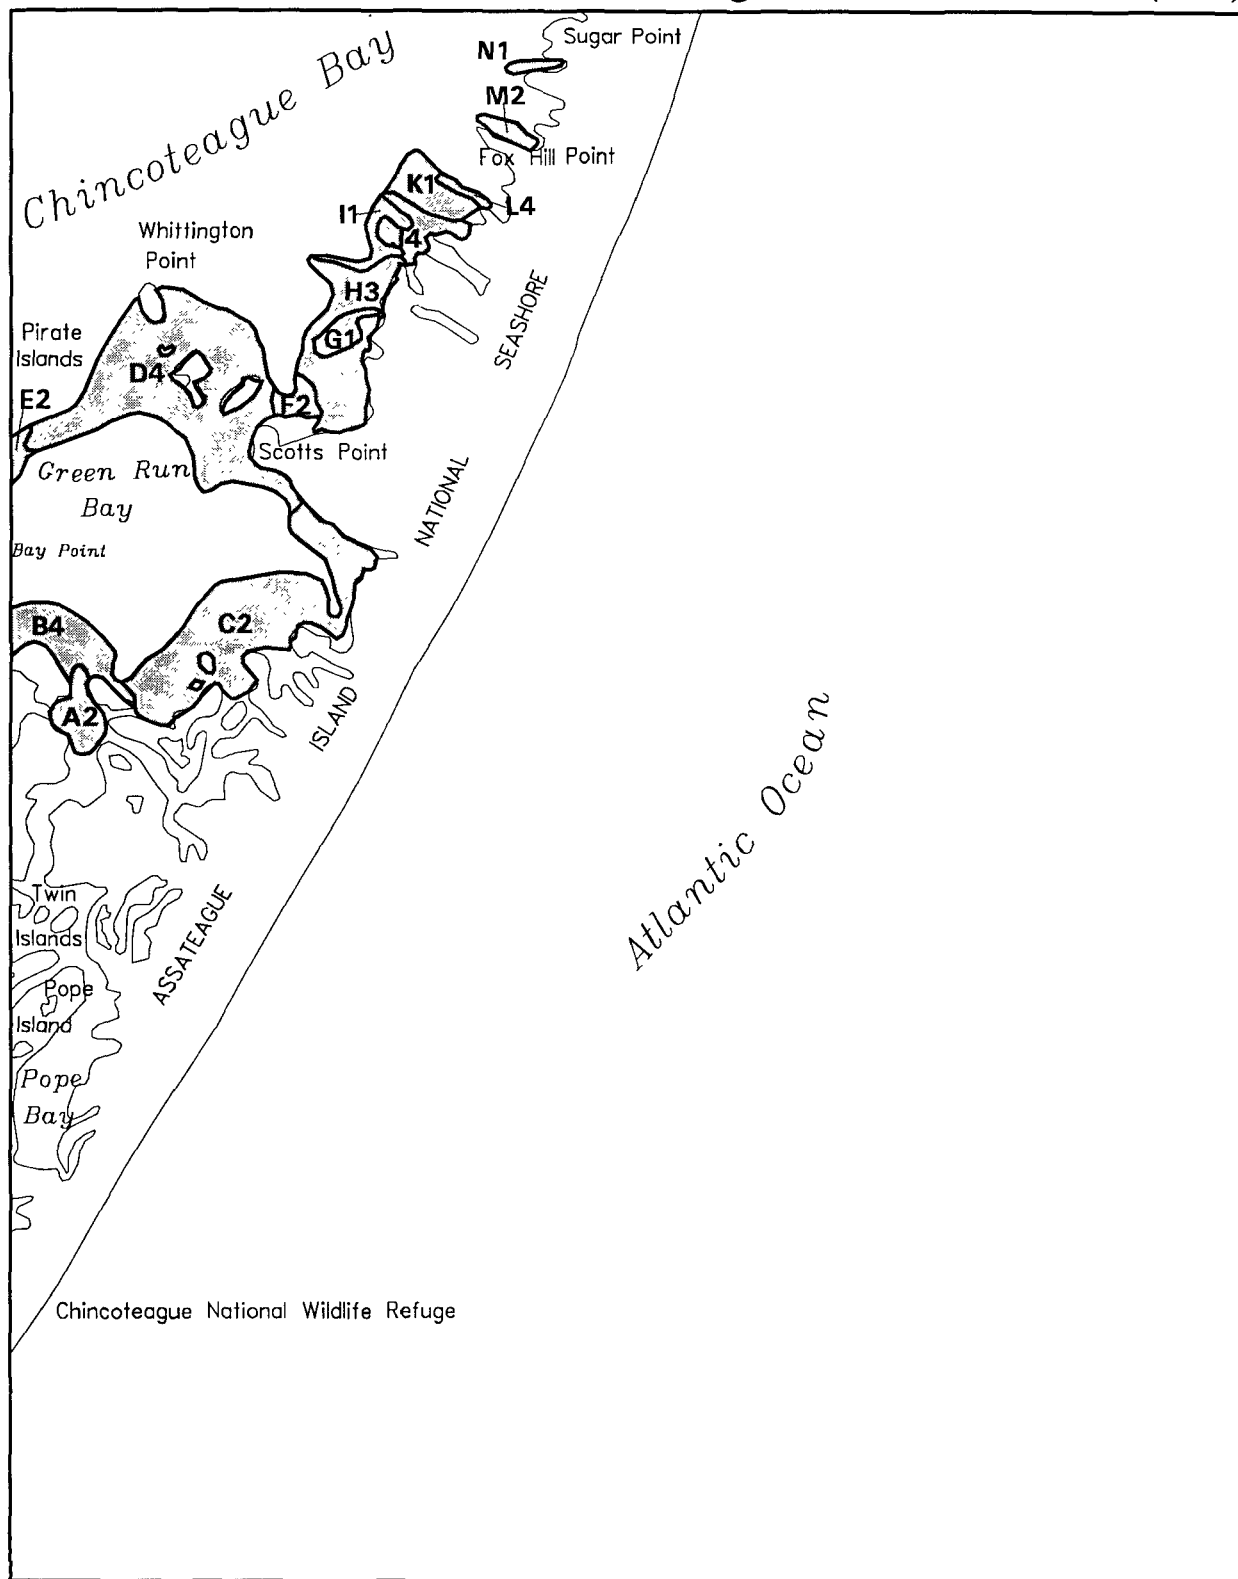 Sugar Point
N1
M2
Fox Hill Point
Chincoteague Bay
K1
L4
I1
4
Whittington
Point
H3
SEASHORE
G1
Pirate
Islands
D4
E2
F2
Scotts Point
Green Run
Bay
NATIONAL
Bay Point
B4
C2
A2
ISLAND
Atlantic Ocean
Twin
Islands
ASSATEAGUE
Pope
Island
Pope
Bay
Chincoteague National Wildlife Refuge